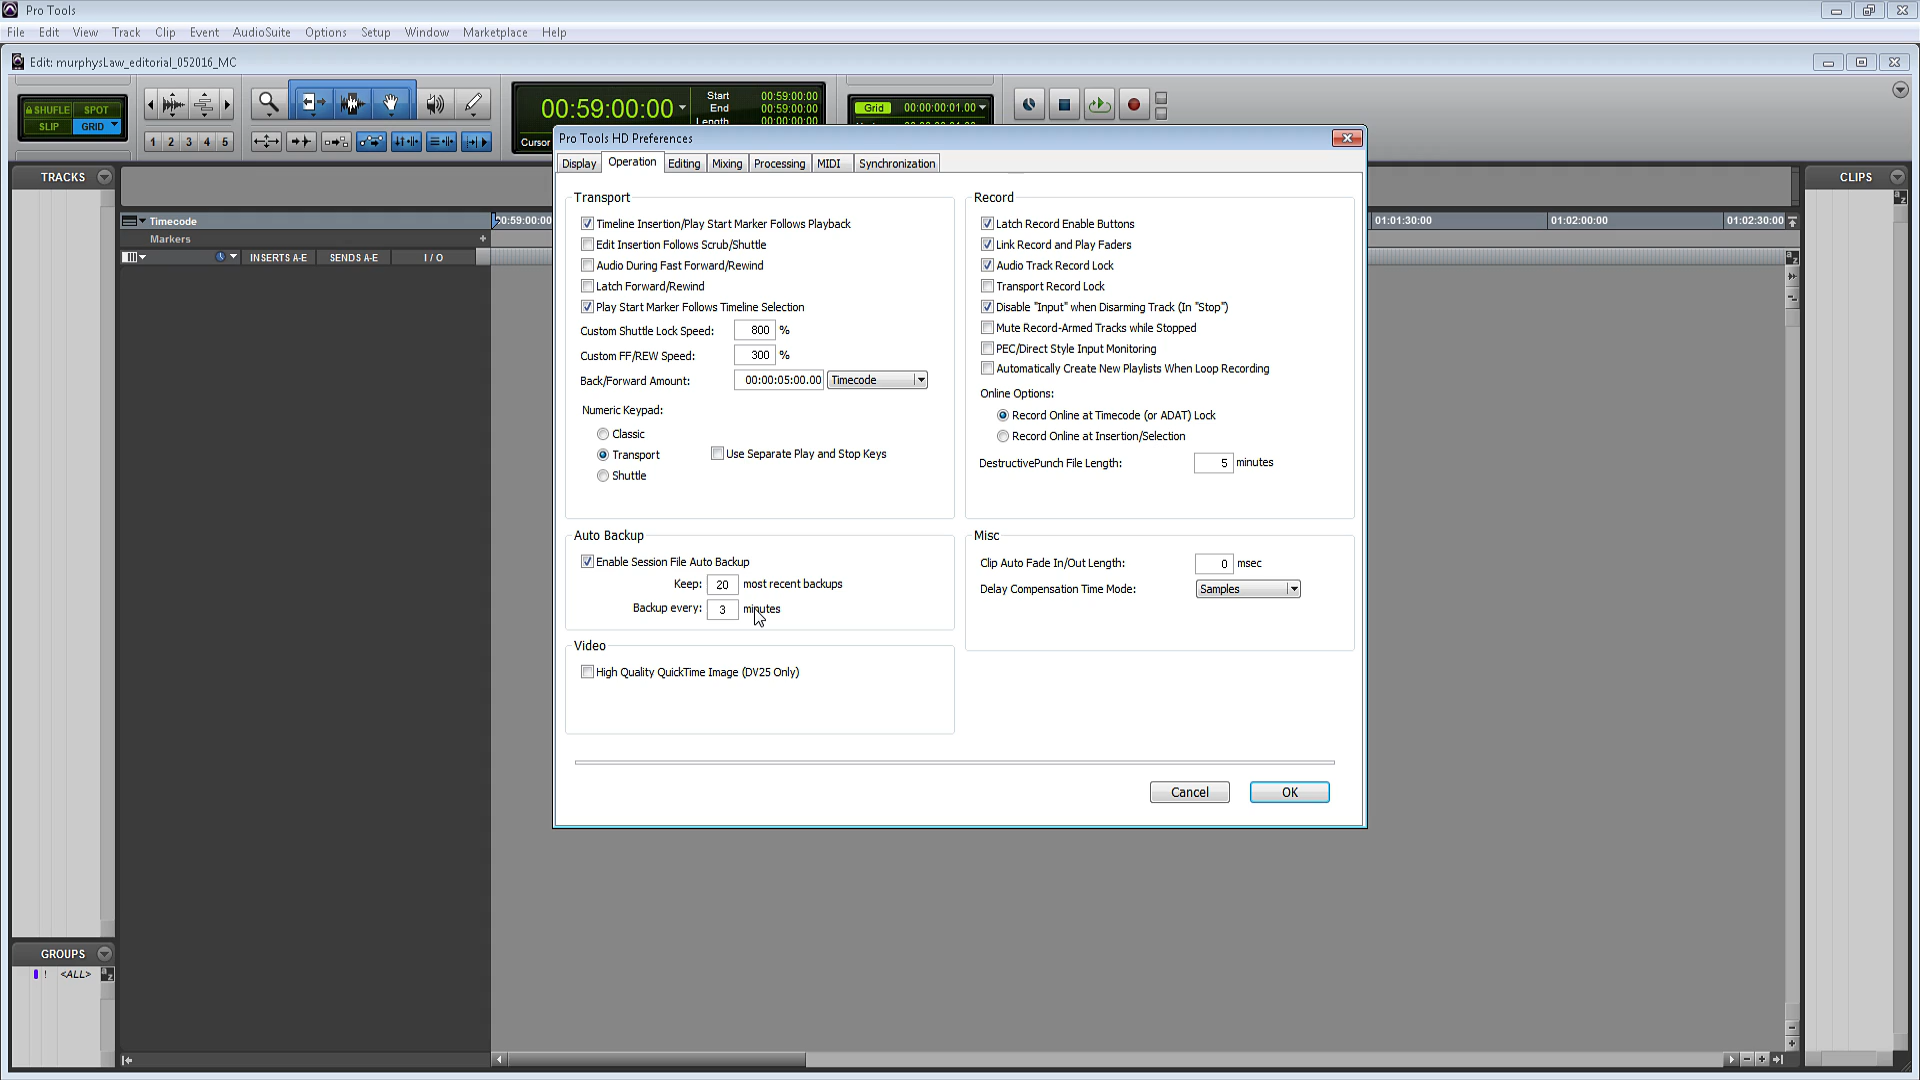 Pro Tools
File Edit View Track Clip Event AudioSuite Options Setup Window Marketplace Help
Edit: murphysLaw_editorial_052016_MC
SHUFFLE SPOT
SLIP GRID
1 2 3 4 5
00:59:00:00
Start 00:59:00:00
End 00:59:00:00
Length
Cursor
Grid 00:00:00:01.00
Pro Tools HD Preferences
Display Operation Editing Mixing Processing MIDI Synchronization
TRACKS
CLIPS
Timecode
00:59:00:00 01:01:30:00 01:02:00:00 01:02:30:00
Markers
INSERTS A-E SENDS A-E I / O
Transport
Timeline Insertion/Play Start Marker Follows Playback
Edit Insertion Follows Scrub/Shuttle
Audio During Fast Forward/Rewind
Latch Forward/Rewind
Play Start Marker Follows Timeline Selection
Custom Shuttle Lock Speed: 800 %
Custom FF/REW Speed: 300 %
Back/Forward Amount: 00:00:05:00.00 Timecode
Numeric Keypad:
Classic
Transport
Use Separate Play and Stop Keys
Shuttle
Record
Latch Record Enable Buttons
Link Record and Play Faders
Audio Track Record Lock
Transport Record Lock
Disable "Input" when Disarming Track (In "Stop")
Mute Record-Armed Tracks while Stopped
PEC/Direct Style Input Monitoring
Automatically Create New Playlists When Loop Recording
Online Options:
Record Online at Timecode (or ADAT) Lock
Record Online at Insertion/Selection
DestructivePunch File Length: 5 minutes
Auto Backup
Enable Session File Auto Backup
Keep: 20 most recent backups
Backup every: 3 minutes
Misc
Clip Auto Fade In/Out Length: 0 msec
Delay Compensation Time Mode: Samples
Video
High Quality QuickTime Image (DV25 Only)
Cancel OK
GROUPS
! <ALL>